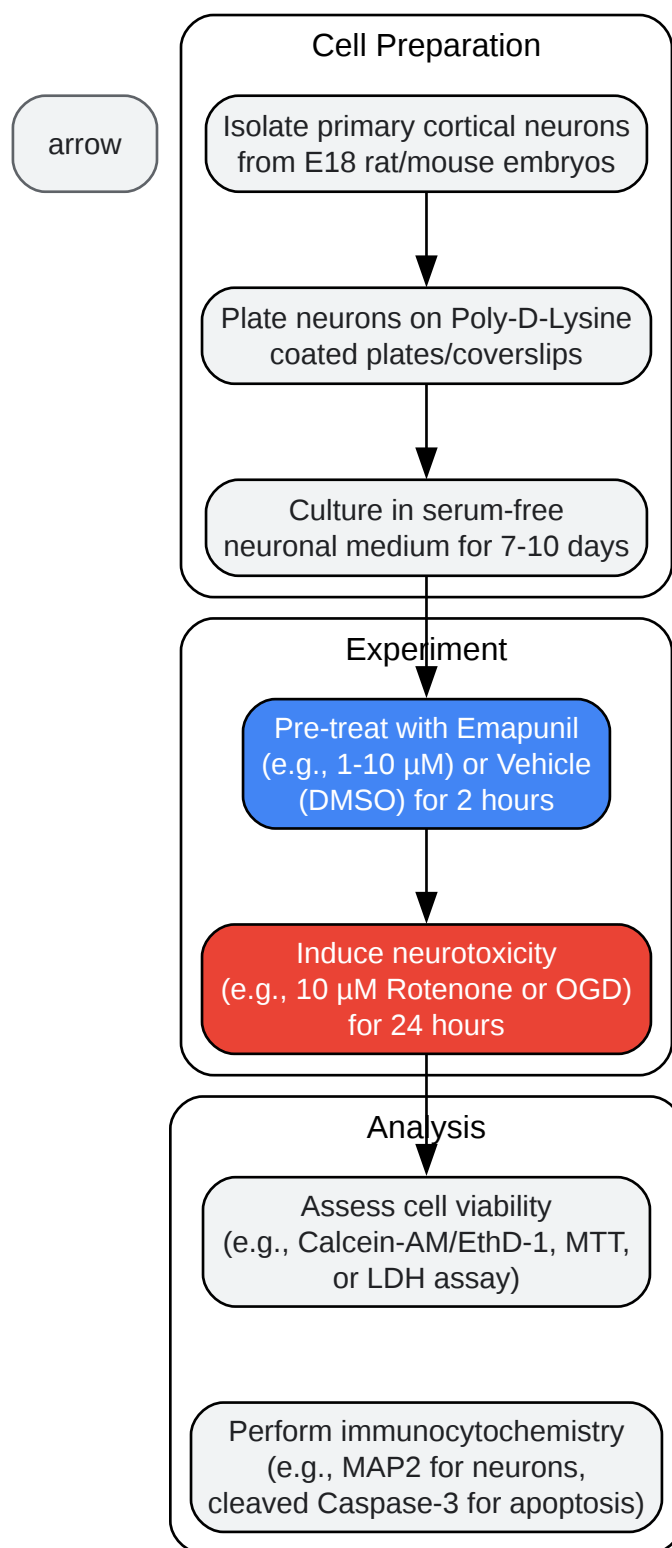 Cell Preparation
arrow
Isolate primary cortical neurons
from E18 rat/mouse embryos
Plate neurons on Poly-D-Lysine
coated plates/coverslips
Culture in serum-free
neuronal medium for 7-10 days
Experiment
Pre-treat with Emapunil
(e.g., 1-10 µM) or Vehicle
(DMSO) for 2 hours
Induce neurotoxicity
(e.g., 10 µM Rotenone or OGD)
for 24 hours
Analysis
Assess cell viability
(e.g., Calcein-AM/EthD-1, MTT,
or LDH assay)
Perform immunocytochemistry
(e.g., MAP2 for neurons,
cleaved Caspase-3 for apoptosis)